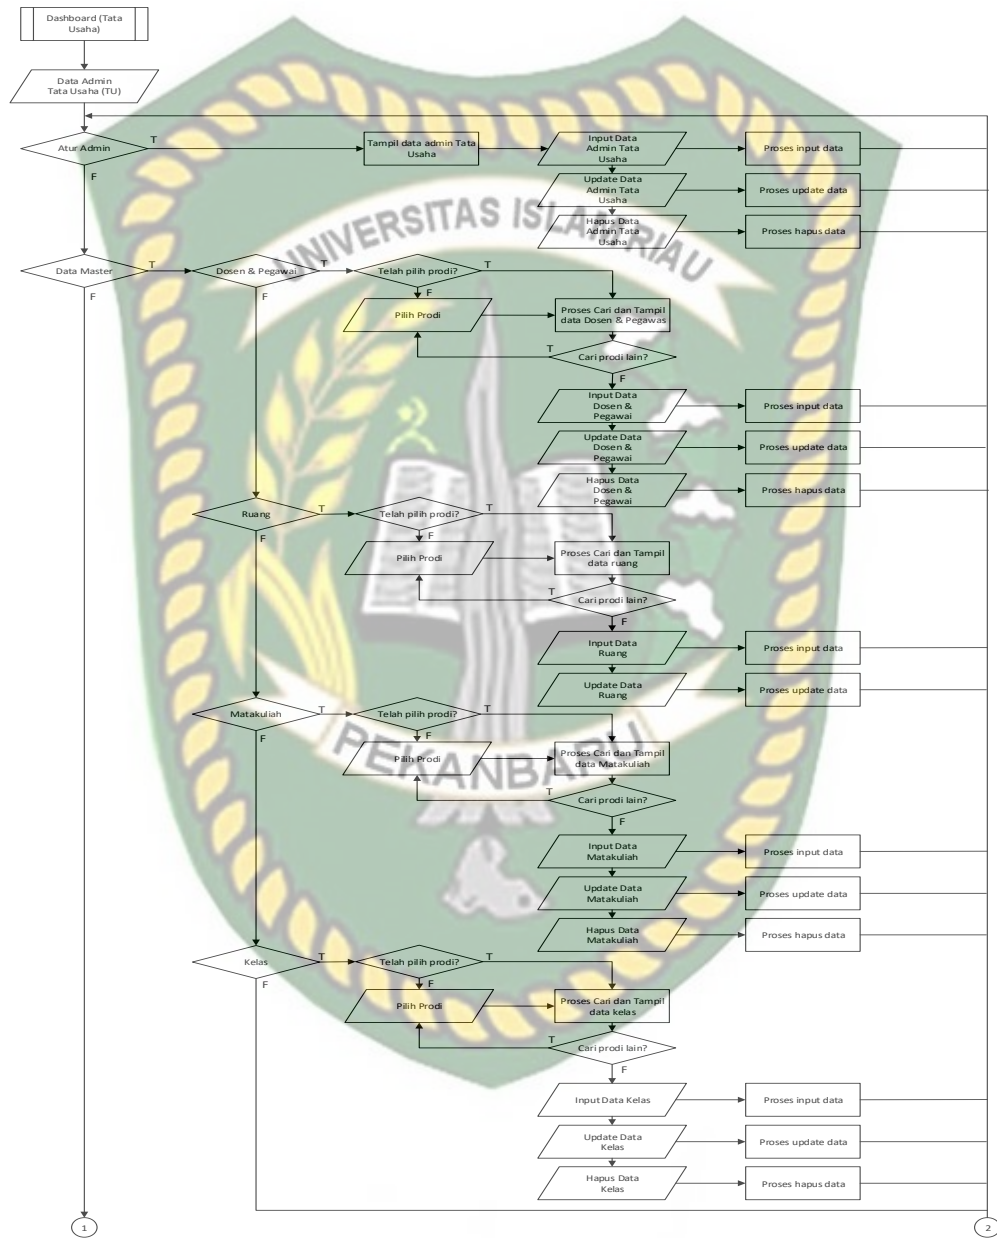 Dashboard (Tata
Usaha)
Data Admin
Tata Usaha (TU)
Atur Admin
T
F
Tampil data admin Tata
Usaha
Input Data
Admin Tata
Usaha
Proses input data
Update Data
Admin Tata
Usaha
Proses update data
Hapus Data
Admin Tata
Usaha
Proses hapus data
UNIVERSITAS ISLAM RIAU
Data Master
T
F
Dosen & Pegawai
T
F
Telah pilih prodi?
T
F
Pilih Prodi
Proses Cari dan Tampil
data Dosen & Pegawas
Cari prodi lain?
T
F
Input Data
Dosen &
Pegawai
Proses input data
Update Data
Dosen &
Pegawai
Proses update data
Hapus Data
Dosen &
Pegawai
Proses hapus data
Ruang
T
F
Telah pilih prodi?
T
F
Pilih Prodi
Proses Cari dan Tampil
data ruang
Cari prodi lain?
T
F
Input Data
Ruang
Proses input data
Update Data
Ruang
Proses update data
Matakuliah
T
F
Telah pilih prodi?
T
F
Pilih Prodi
Proses Cari dan Tampil
data Matakuliah
PEKANBARU
Cari prodi lain?
T
F
Input Data
Matakuliah
Proses input data
Update Data
Matakuliah
Proses update data
Hapus Data
Matakuliah
Proses hapus data
Kelas
T
F
Telah pilih prodi?
T
F
Pilih Prodi
Proses Cari dan Tampil
data kelas
Cari prodi lain?
T
F
Input Data Kelas
Proses input data
Update Data
Kelas
Proses update data
Hapus Data
Kelas
Proses hapus data
1
2